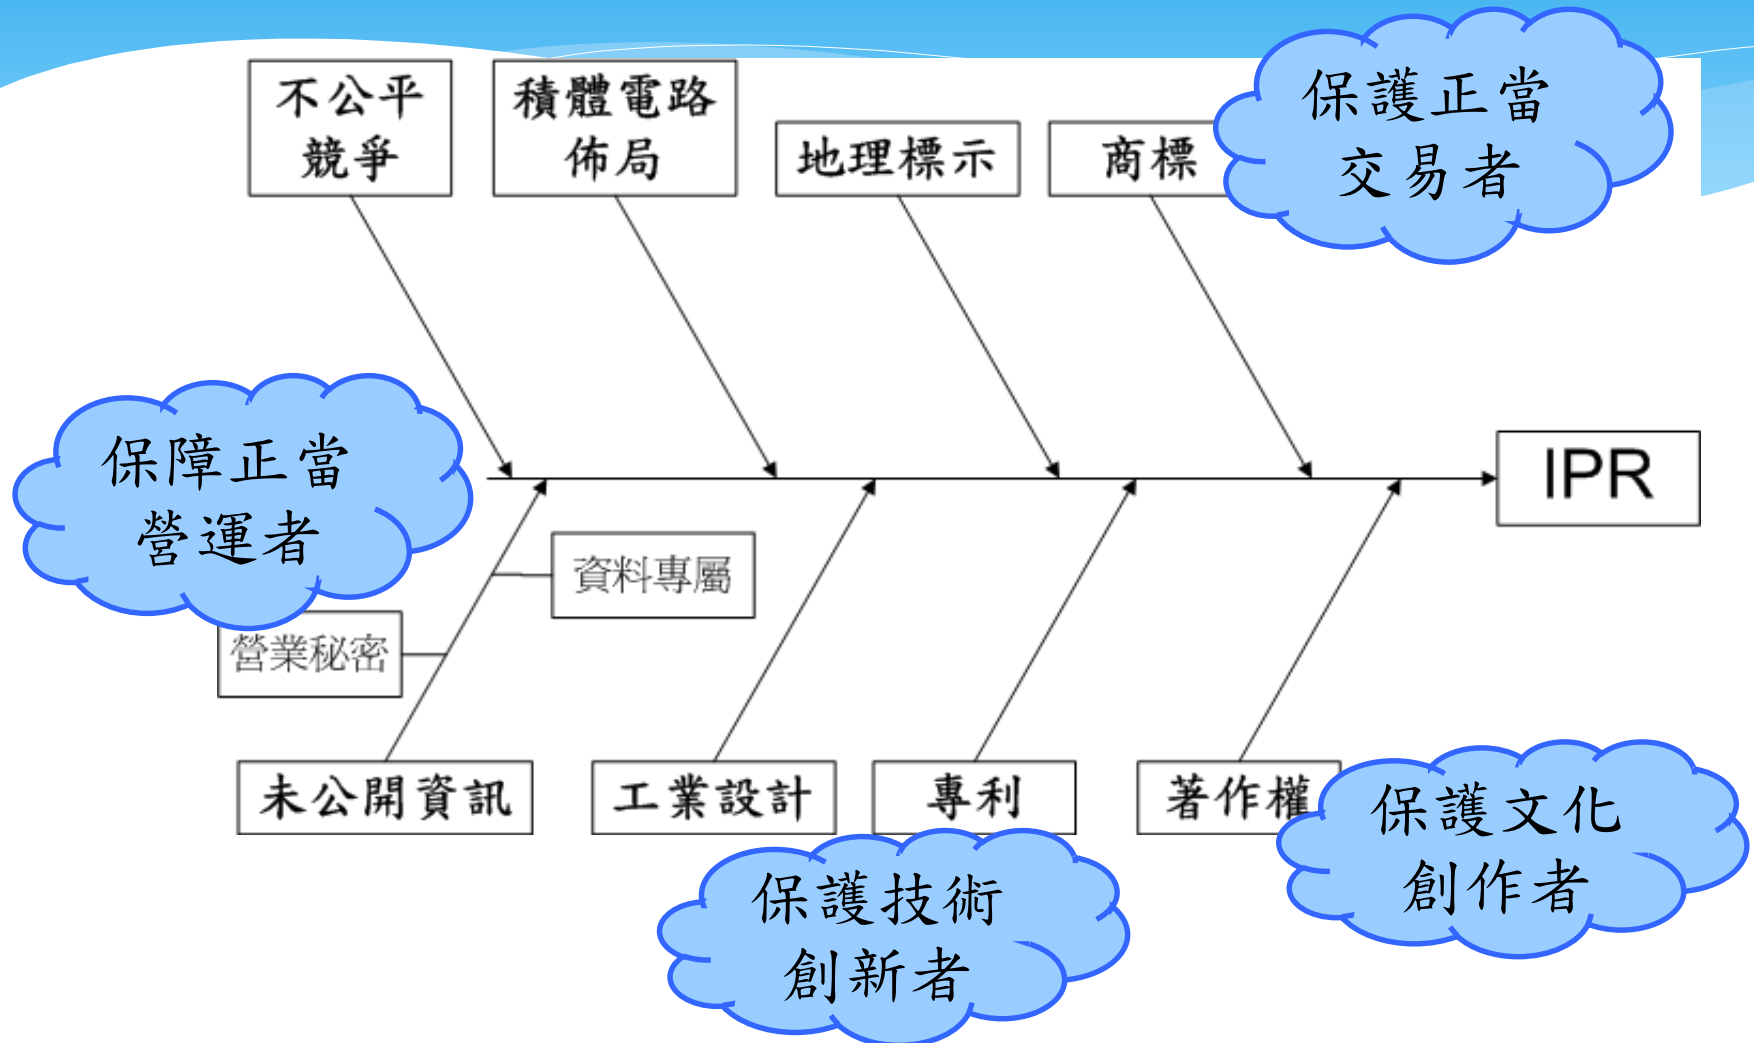 不公平
競爭
積體電路
佈局
地理標示
商標
保護正當
交易者
保障正當
營運者
IPR
資料專屬
營業秘密
未公開資訊
工業設計
專利
著作權
保護文化
創作者
保護技術
創新者